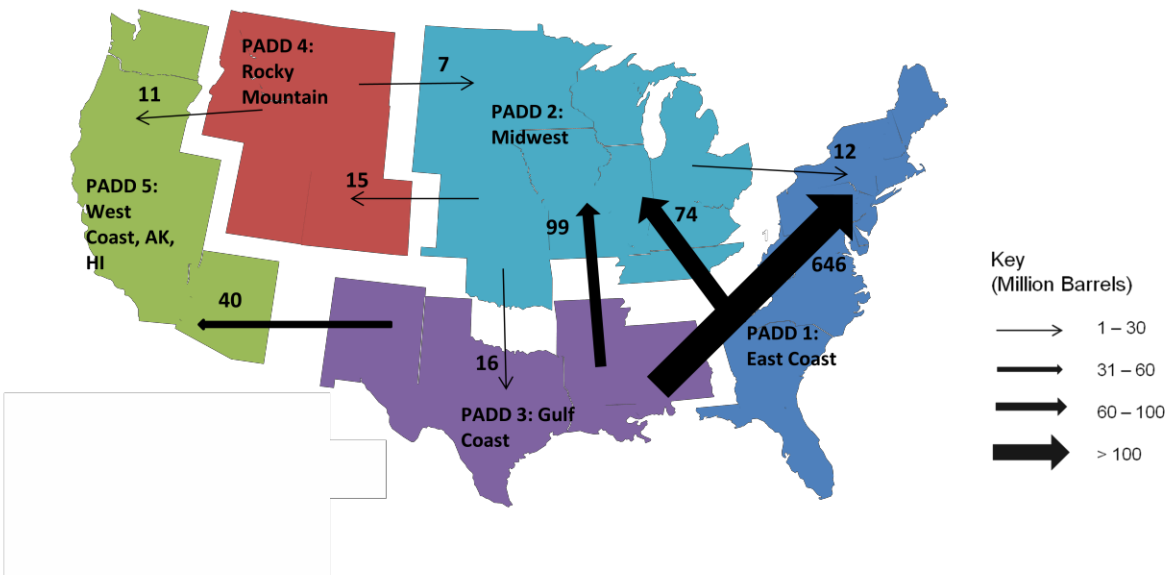 PADD 4:
Rocky
Mountain
7
11
PADD 2:
Midwest
12
PADD 5:
West
Coast, AK,
HI
15
99
74
1
646
Key
(Million Barrels)
1 – 30
31 – 60
60 – 100
> 100
40
PADD 1:
East Coast
16
PADD 3: Gulf
Coast